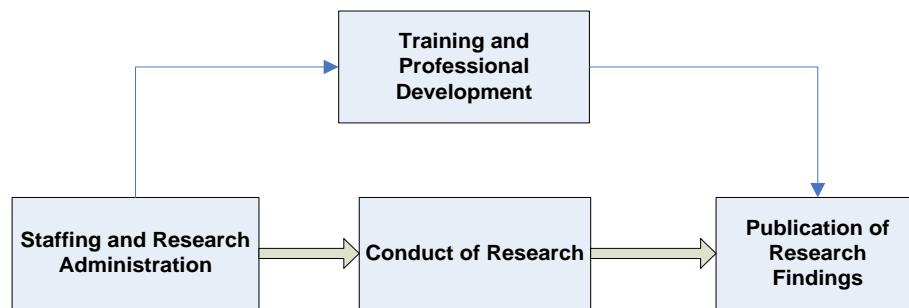 Training and
Professional
Development
Staffing and Research
Administration
Conduct of Research
Publication of
Research
Findings